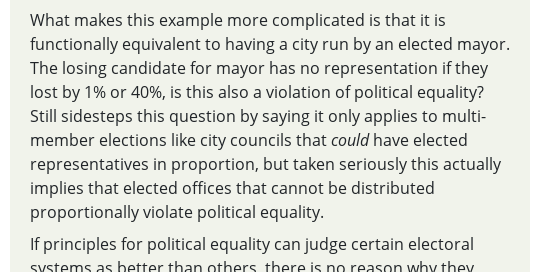 What makes this example more complicated is that it is
functionally equivalent to having a city run by an elected mayor.
The losing candidate for mayor has no representation if they
lost by 1% or 40%, is this also a violation of political equality?
Still sidesteps this question by saying it only applies to multi-
member elections like city councils that could have elected
representatives in proportion, but taken seriously this actually
implies that elected offices that cannot be distributed
proportionally violate political equality.
If principles for political equality can judge certain electoral
systems as better than others, there is no reason why they